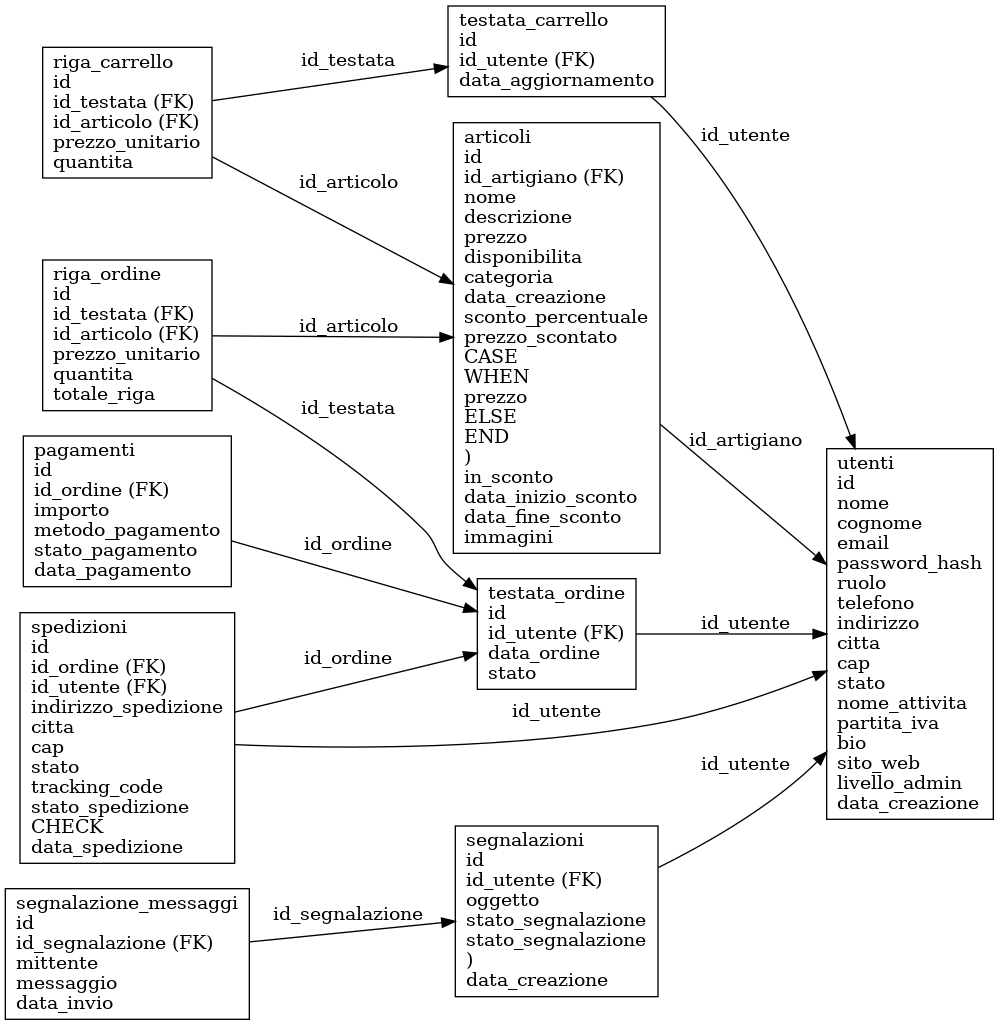 riga_carrello
id
id_testata (FK)
id_articolo (FK)
prezzo_unitario
quantita
id_testata
id_articolo
testata_carrello
id
id_utente (FK)
data_aggiornamento
id_utente
riga_ordine
id
id_testata (FK)
id_articolo (FK)
prezzo_unitario
quantita
totale_riga
id_articolo
id_testata
articoli
id
id_artigiano (FK)
nome
descrizione
prezzo
disponibilita
categoria
data_creazione
sconto_percentuale
prezzo_scontato
CASE
WHEN
prezzo
ELSE
END
)
in_sconto
data_inizio_sconto
data_fine_sconto
immagini
id_artigiano
pagamenti
id
id_ordine (FK)
importo
metodo_pagamento
stato_pagamento
data_pagamento
id_ordine
testata_ordine
id
id_utente (FK)
data_ordine
stato
id_utente
spedizioni
id
id_ordine (FK)
id_utente (FK)
indirizzo_spedizione
citta
cap
stato
tracking_code
stato_spedizione
CHECK
data_spedizione
id_ordine
id_utente
utenti
id
nome
cognome
email
password_hash
ruolo
telefono
indirizzo
citta
cap
stato
nome_attivita
partita_iva
bio
sito_web
livello_admin
data_creazione
segnalazione_messaggi
id
id_segnalazione (FK)
mittente
messaggio
data_invio
id_segnalazione
segnalazioni
id
id_utente (FK)
oggetto
stato_segnalazione
stato_segnalazione
)
data_creazione
id_utente